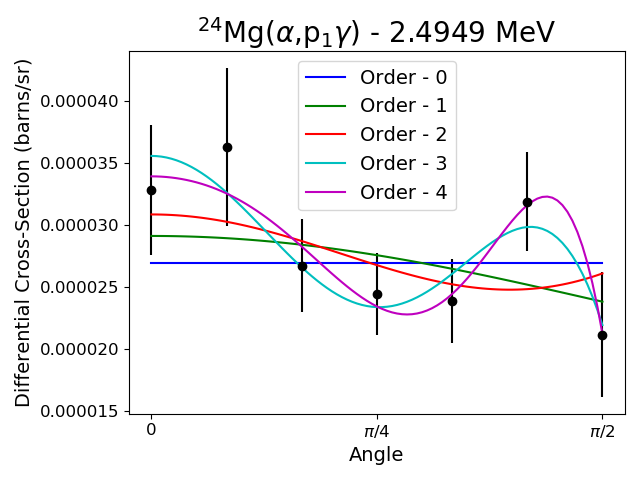 ²⁴Mg(α,p₁γ) - 2.4949 MeV
Order - 0
Order - 1
Order - 2
Order - 3
Order - 4
Differential Cross-Section (barns/sr)
0.000040
0.000035
0.000030
0.000025
0.000020
0.000015
0
π/4
π/2
Angle